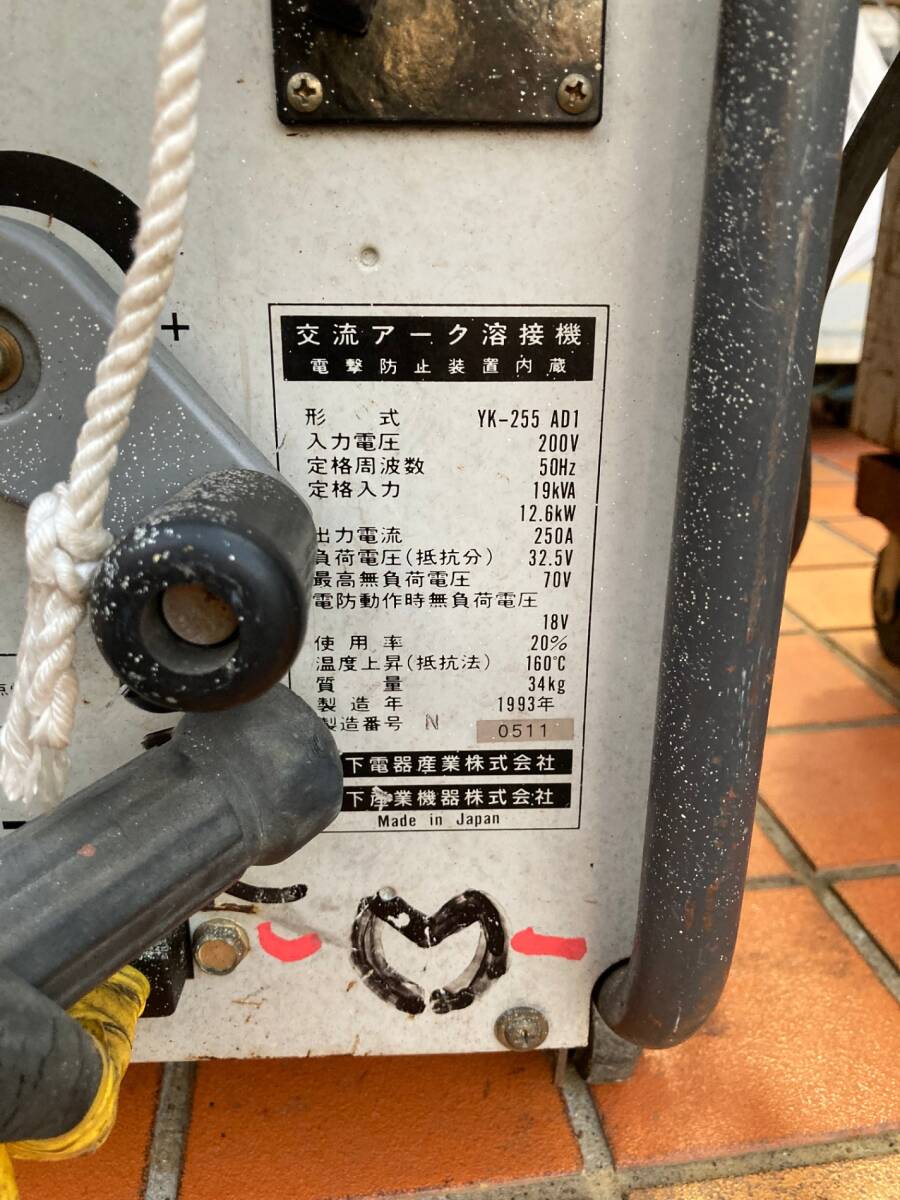 +
交流アーク溶接機
電撃防止装置内蔵
形 式 YK-255 AD1
入力電圧 200V
定格周波数 50Hz
定格入力 19kVA
12.6kW
出力電流 250A
負荷電圧(抵抗分) 32.5V
最高無負荷電圧 70V
電防動作時無負荷電圧
18V
使用率 20%
温度上昇(抵抗法) 160℃
質 量 34kg
製造年 1993年
製造番号 N 0511
下電器産業株式会社
下産業機器株式会社
Made in Japan